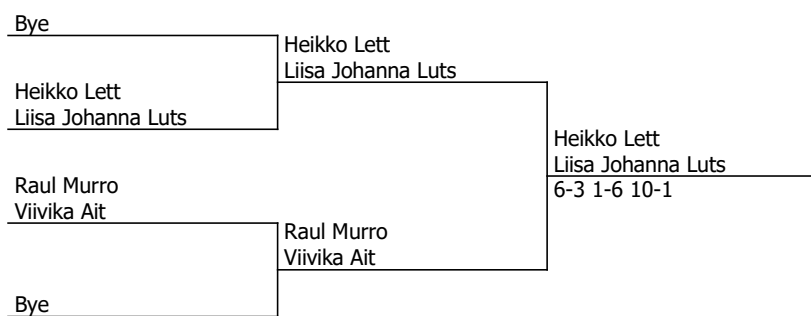 Bye
Heikko Lett
Liisa Johanna Luts
Heikko Lett
Liisa Johanna Luts
Heikko Lett
Liisa Johanna Luts
6-3 1-6 10-1
Raul Murro
Viivika Ait
Raul Murro
Viivika Ait
Bye